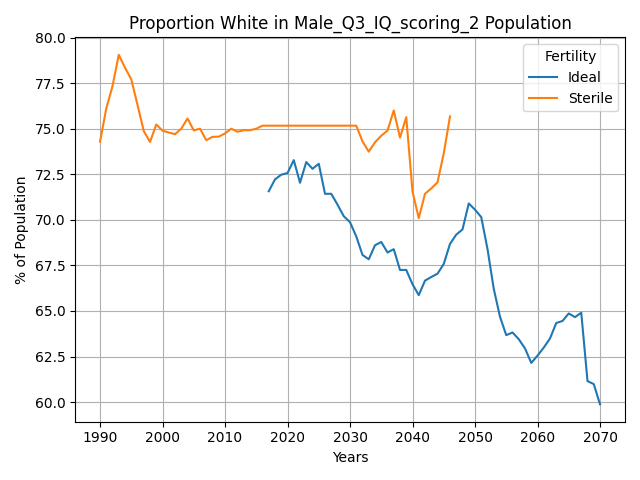 Proportion White in Male_Q3_IQ_scoring_2 Population
80.0
77.5
75.0
72.5
70.0
67.5
65.0
62.5
60.0
% of Population
Fertility
Ideal
Sterile
1990 2000 2010 2020 2030 2040 2050 2060 2070
Years